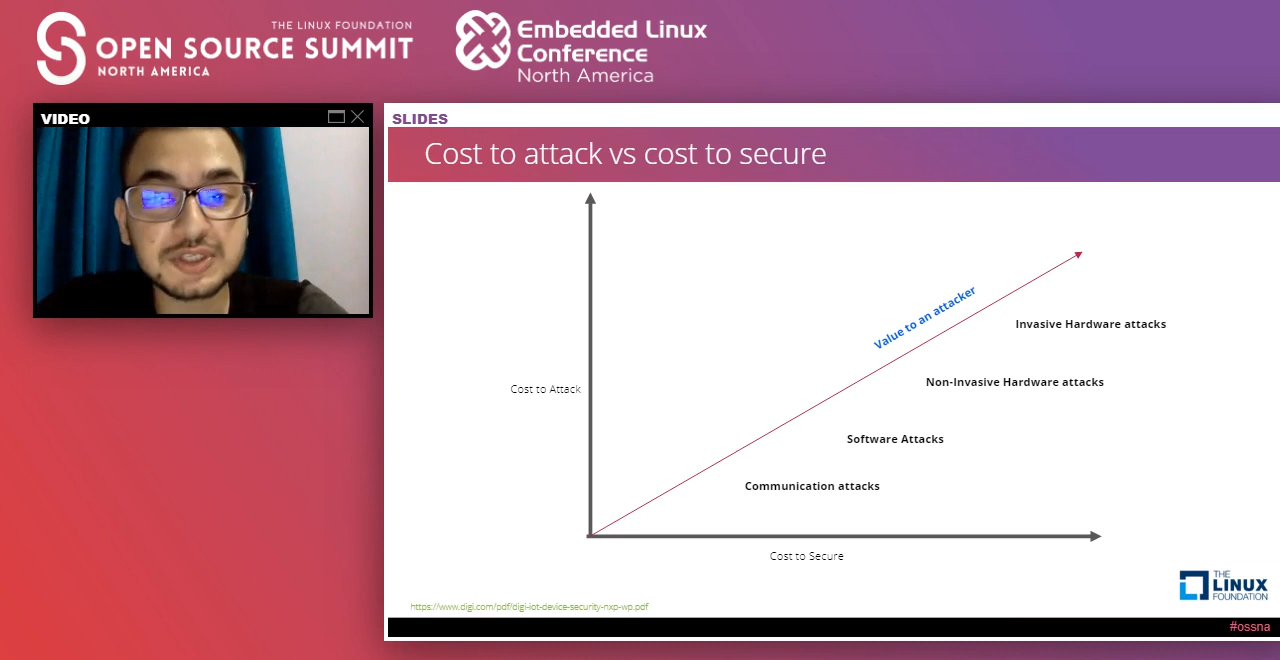 THE LINUX FOUNDATION
OPEN SOURCE SUMMIT
NORTH AMERICA
Embedded Linux
Conference
North America
VIDEO
SLIDES
Cost to attack vs cost to secure
Value to an attacker
Invasive Hardware attacks
Non-Invasive Hardware attacks
Cost to Attack
Software Attacks
Communication attacks
Cost to Secure
THE
LINUX
FOUNDATION
https://www.digi.com/pdf/digi-iot-device-security-nxp-wp.pdf
#ossna